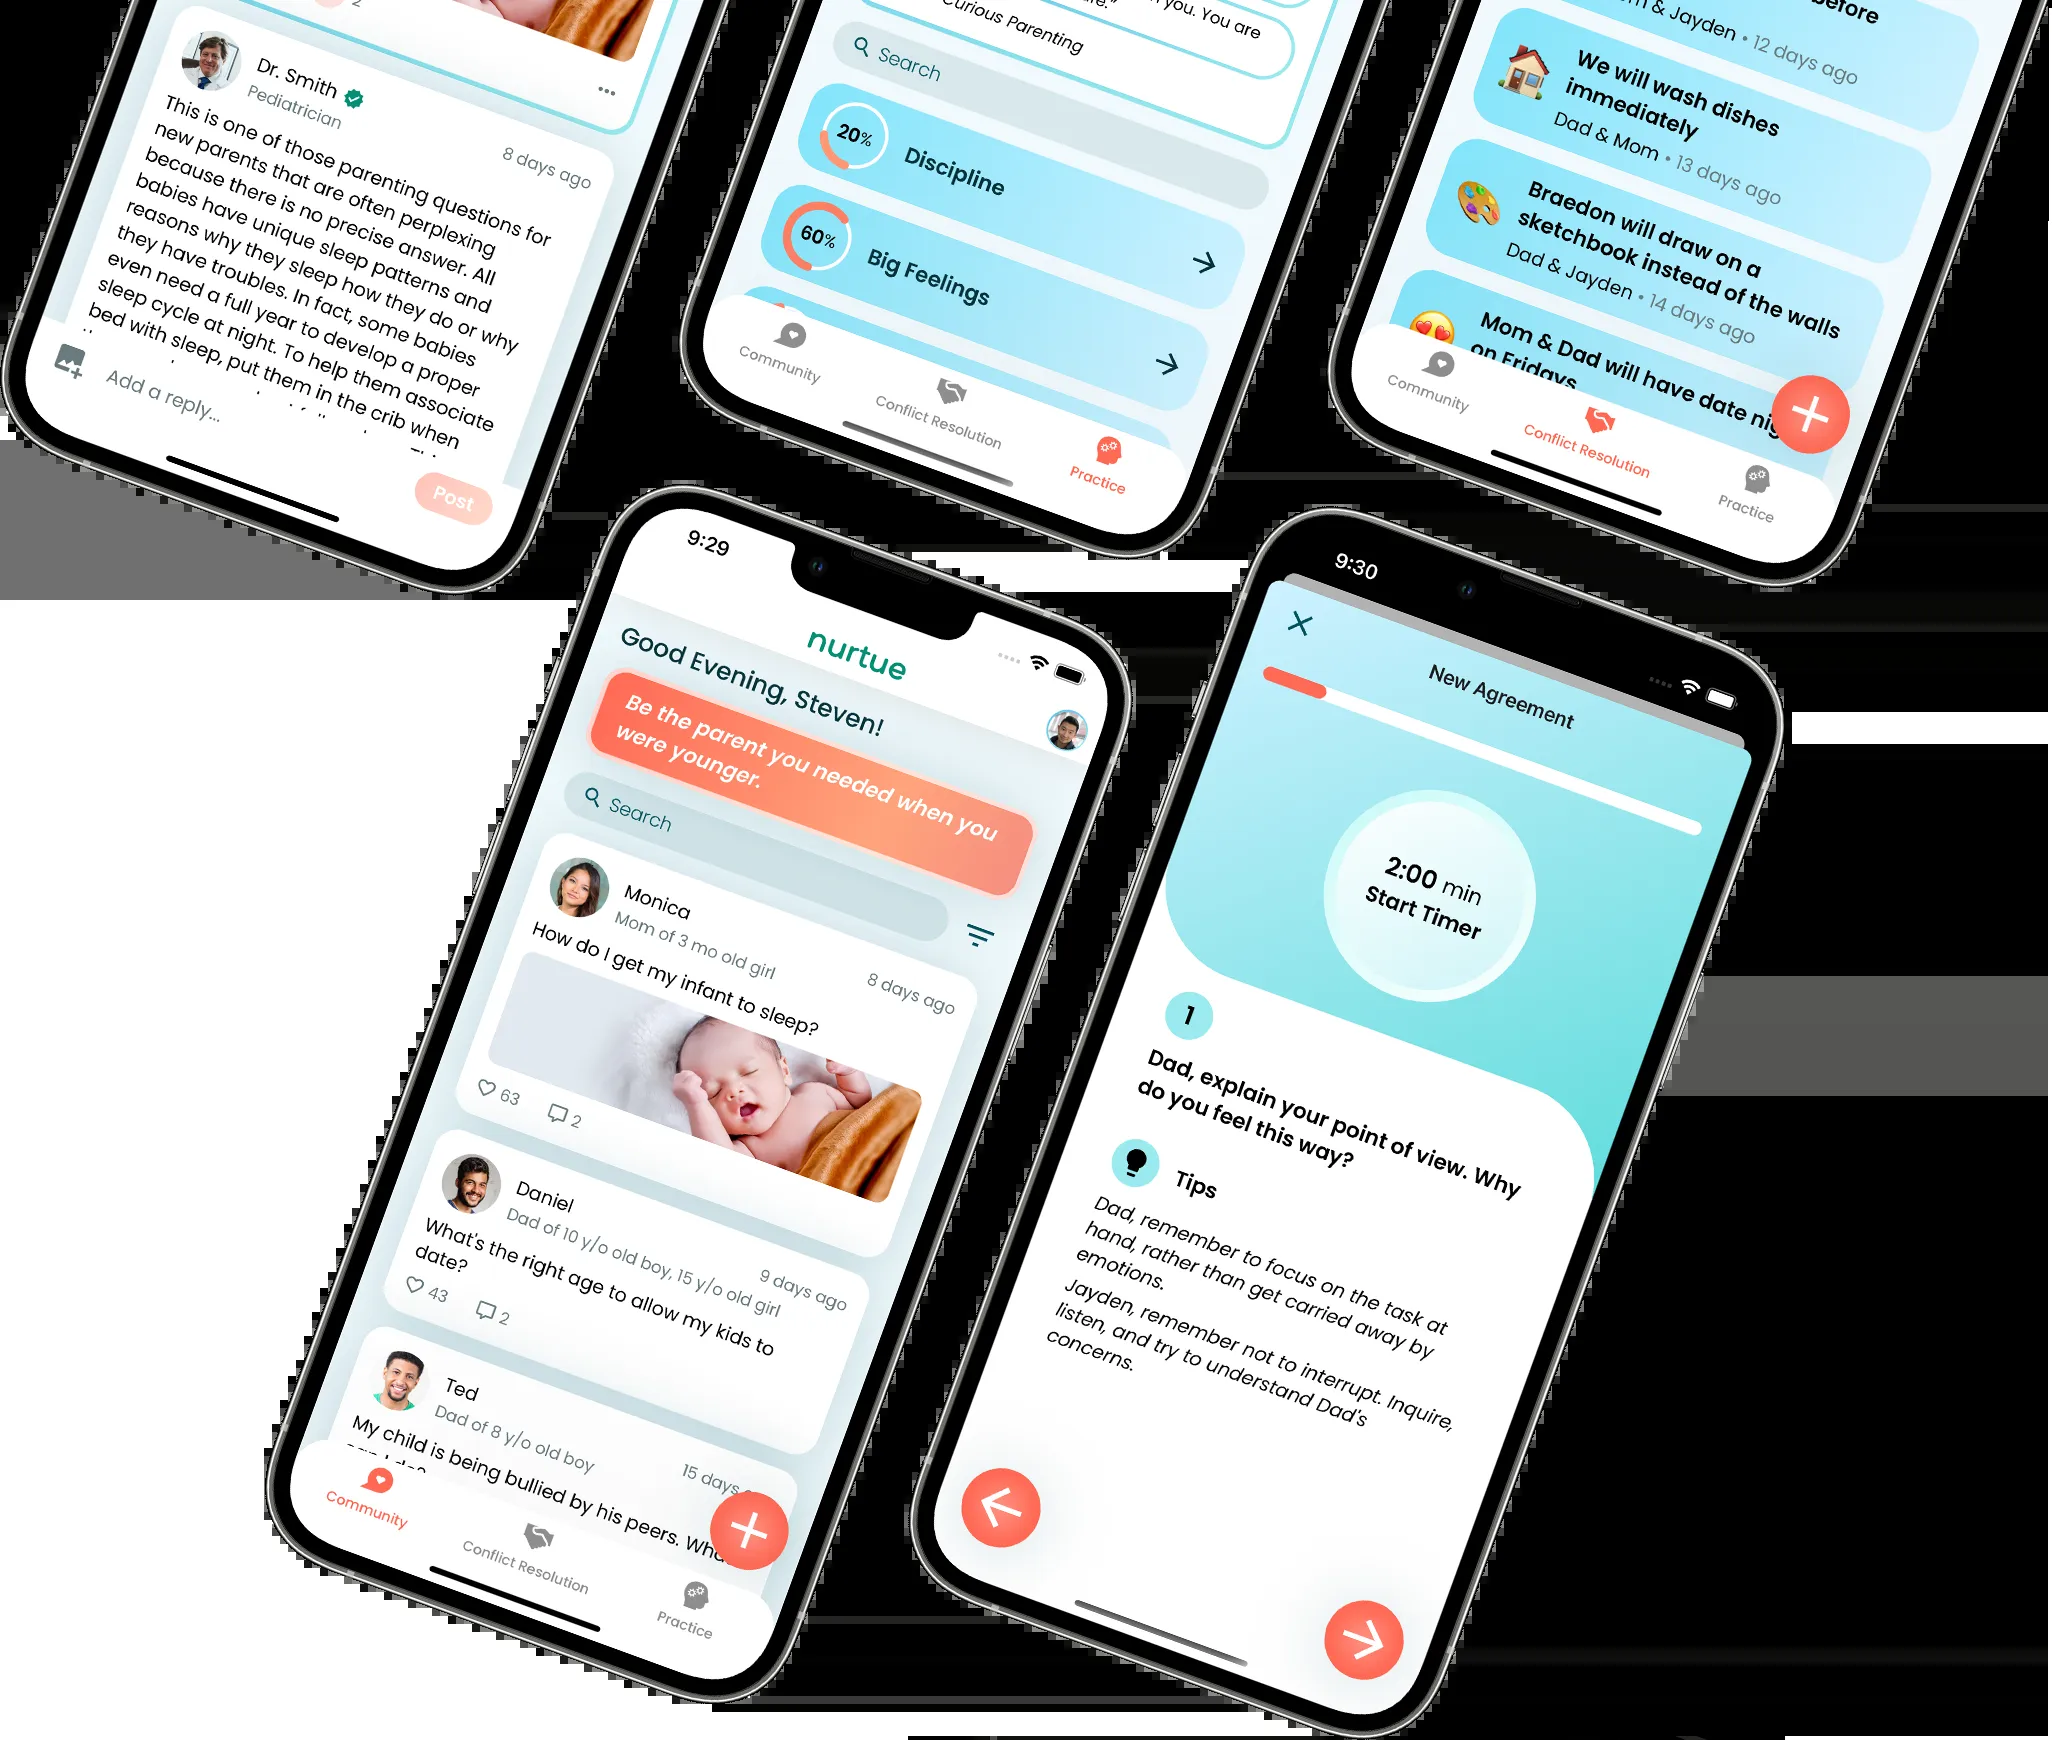 2
Dr. Smith
Pediatrician
8 days ago
This is one of those parenting questions for
new parents that are often perplexing
because there is no precise answer. All
babies have unique sleep patterns and
reasons why they sleep how they do or why
they have troubles. In fact, some babies
even need a full year to develop a proper
sleep cycle at night. To help them associate
bed with sleep, put them in the crib when
Add a reply...
Post
you. You are
Curious Parenting
Search
20%
Discipline
60%
Big Feelings
Community
Conflict Resolution
Practice
before
& Jayden • 12 days ago
We will wash dishes
immediately
Dad & Mom • 13 days ago
Braedon will draw on a
sketchbook instead of the walls
Dad & Jayden • 14 days ago
Mom & Dad will have date
on Fridays
Community
Conflict Resolution
Practice
9:29
nurtue
Good Evening, Steven!
Be the parent you needed when you
were younger.
Search
Monica
Mom of 3 mo old girl
8 days ago
How do I get my infant to sleep?
63
2
Daniel
Dad of 10 y/o old boy, 15 y/o old girl
9 days ago
What's the right age to allow my kids to
date?
43
2
Ted
Dad of 8 y/o old boy
15 days
My child is being bullied by his peers.
Community
Conflict Resolution
Practice
9:30
New Agreement
2:00 min
Start Timer
1
Dad, explain your point of view. Why
do you feel this way?
Tips
Dad, remember to focus on the task at
hand, rather than get carried away by
emotions.
Jayden, remember not to interrupt. Inquire,
listen, and try to understand Dad's
concerns.